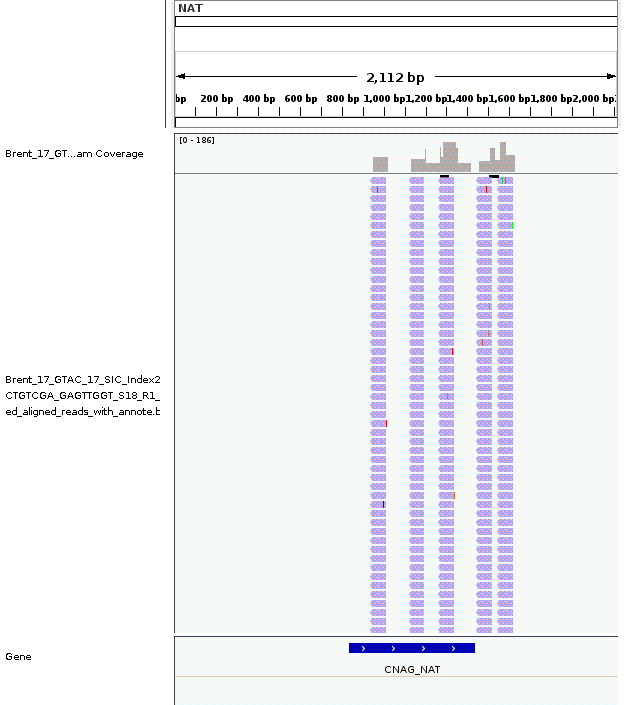 NAT
2,112 bp
bp 200 bp 400 bp 600 bp 800 bp 1,000 bp 1,200 bp 1,400 bp 1,600 bp 1,800 bp 2,000 bp
[0 - 186]
Brent_17_GT...am Coverage
Brent_17_GTAC_17_SIC_Index2
CTGTCGA_GAGTTGGT_S18_R1_
ed_aligned_reads_with_annote.b
Gene
CNAG_NAT